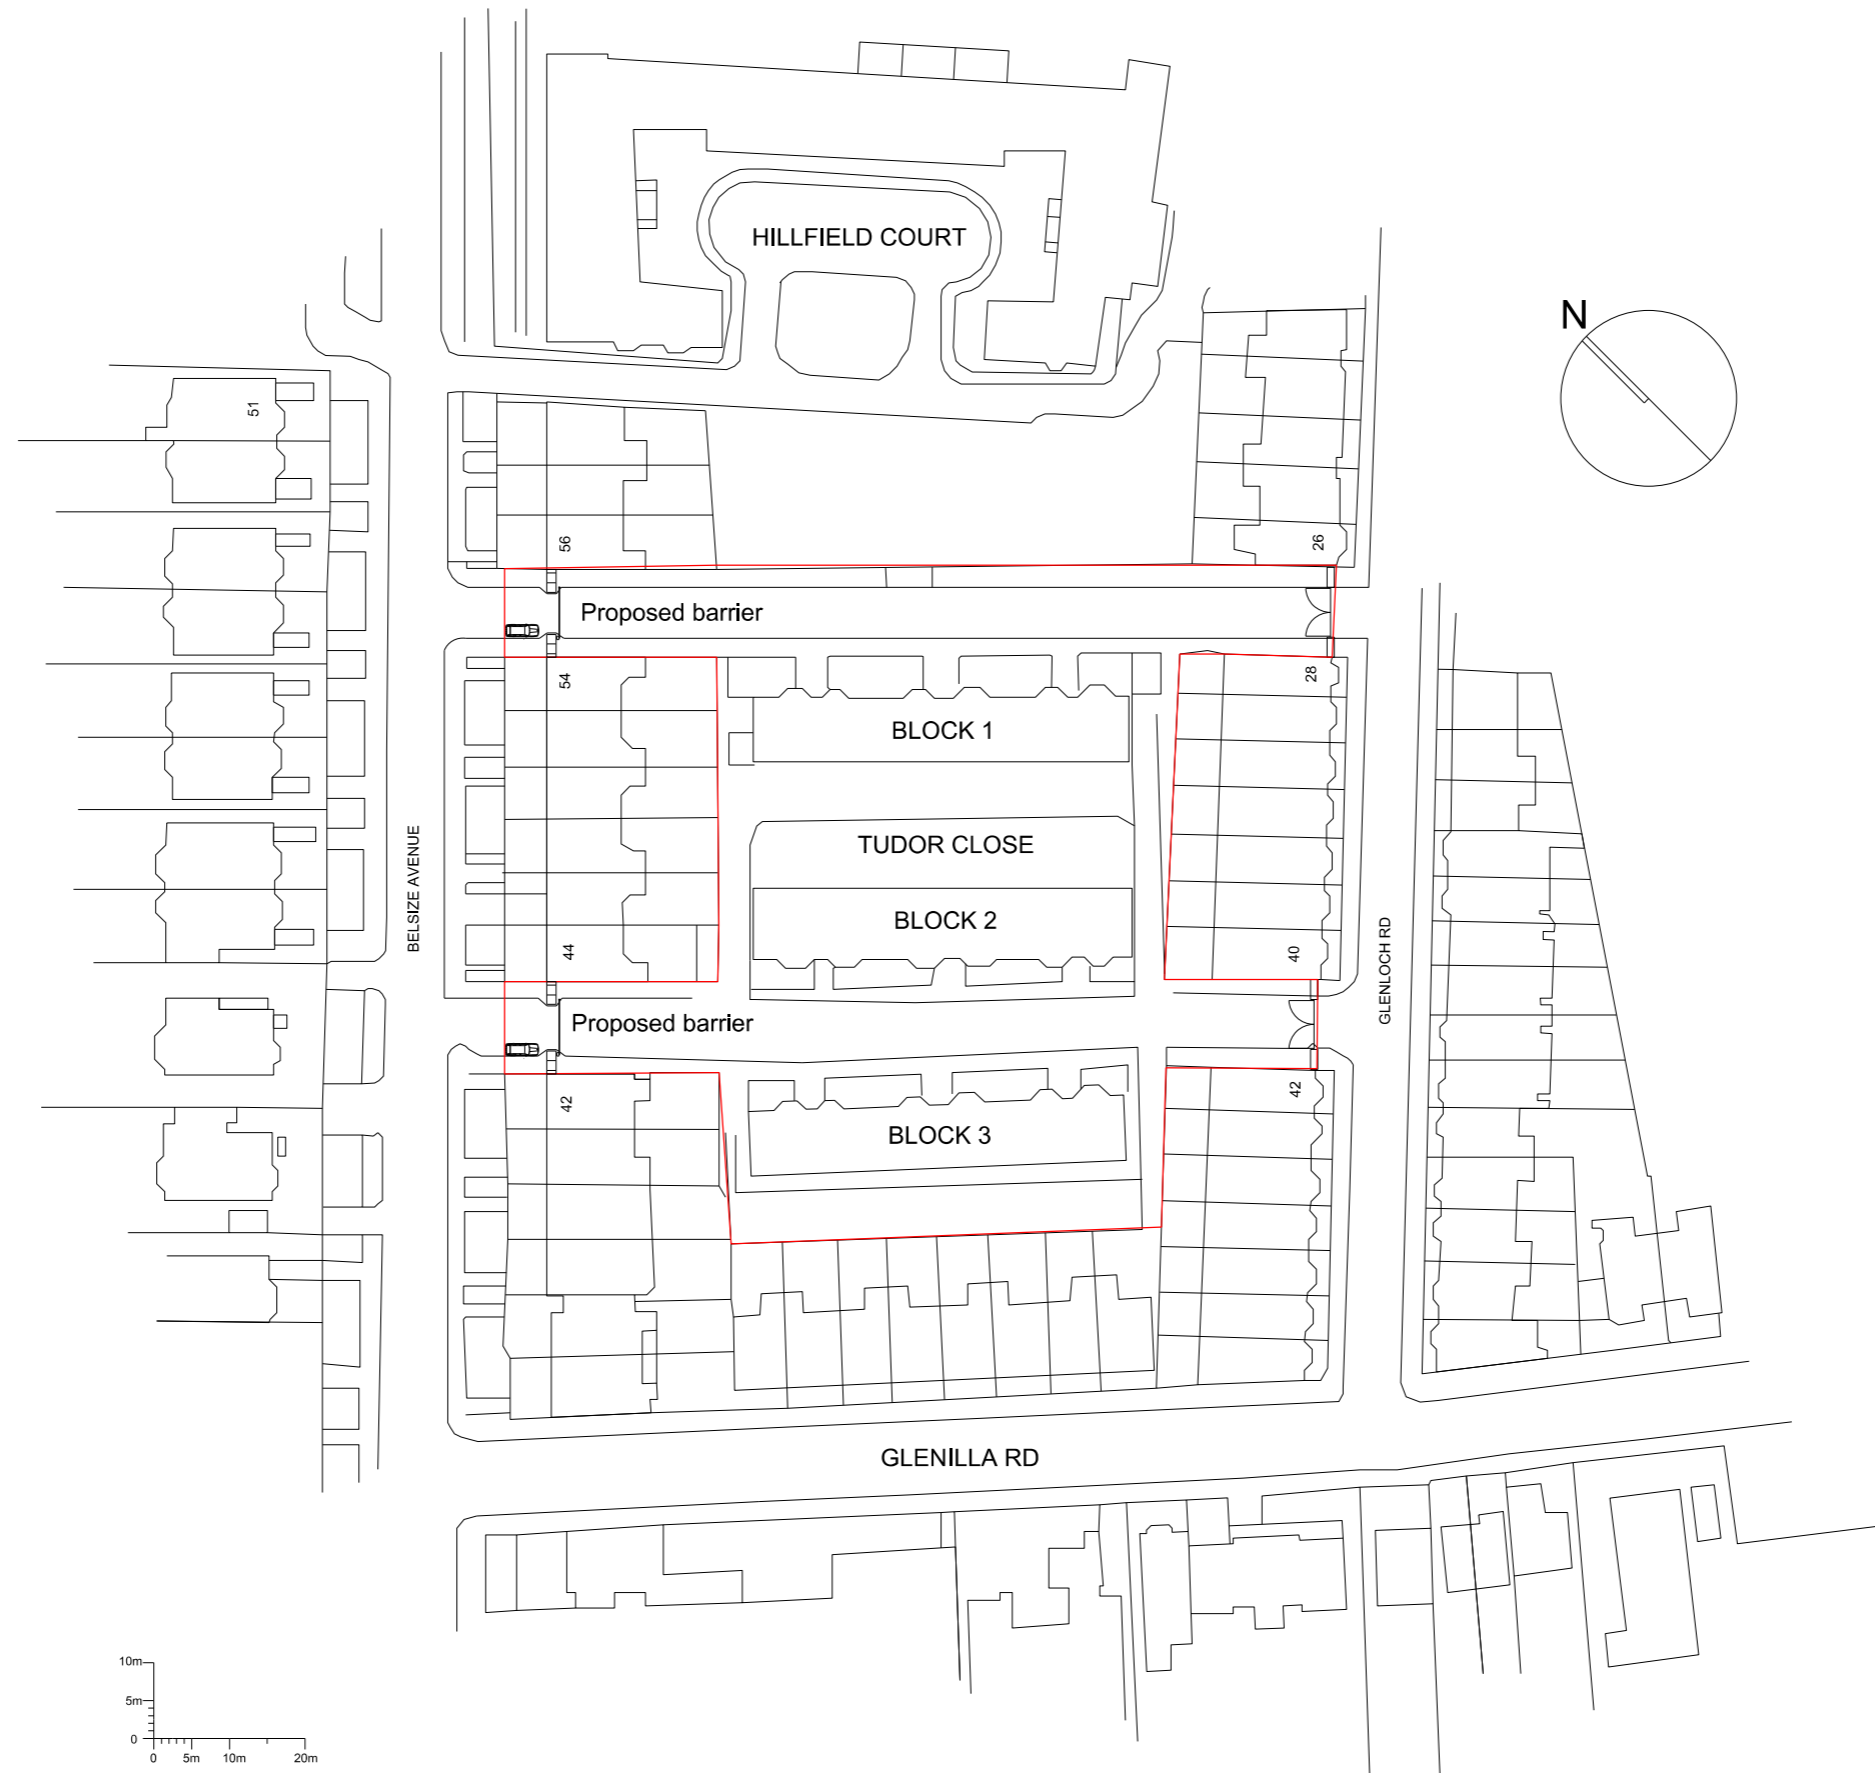 HILLFIELD COURT
N
51
56
26
Proposed barrier
54
28
BLOCK 1
TUDOR CLOSE
BELSIZE AVENUE
BLOCK 2
44
40
GLENLOCH RD
Proposed barrier
42
42
BLOCK 3
GLENILLA RD
10m
5m
0
0 5m 10m 20m